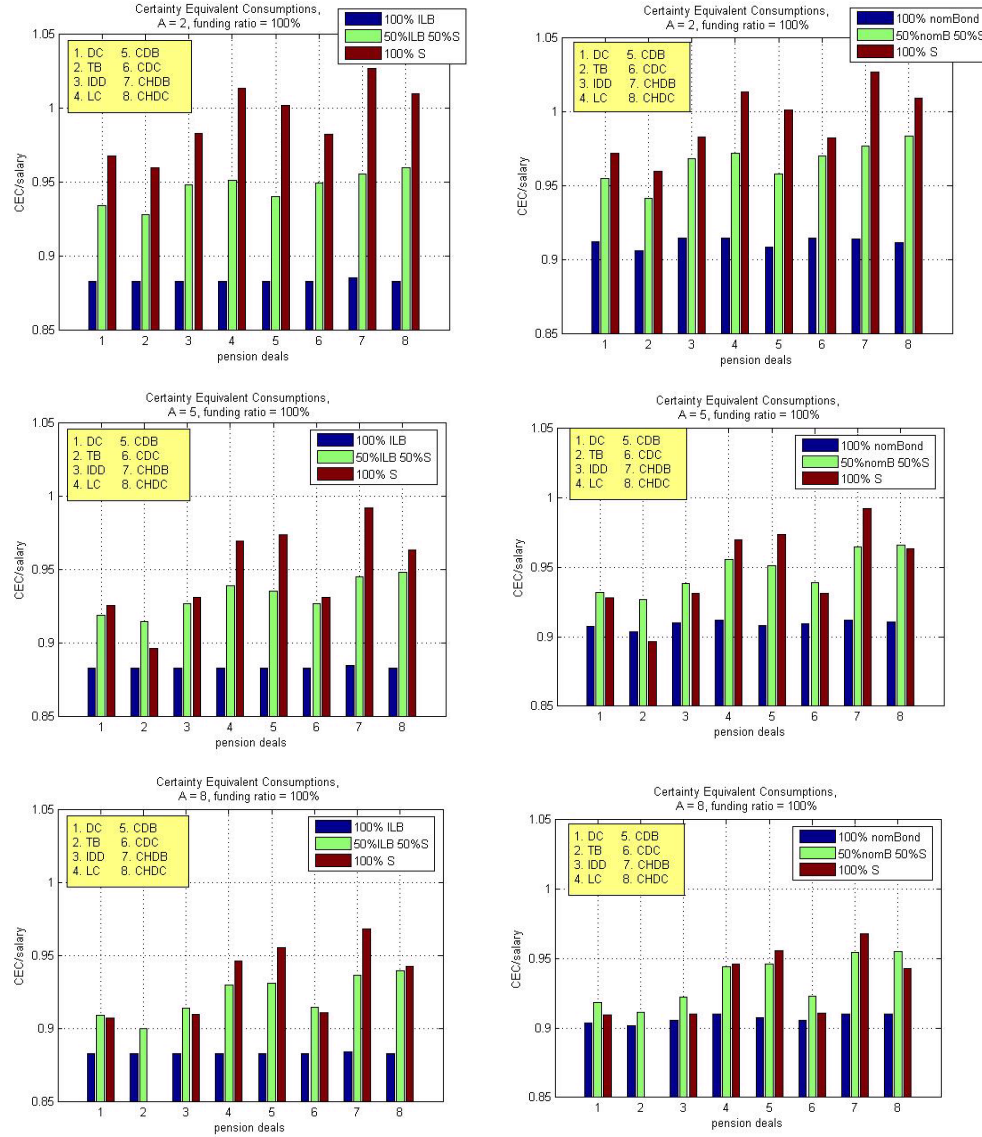 Certainty Equivalent Consumptions,
A = 2, funding ratio = 100%
1. DC 5. CDB
2. TB 6. CDC
3. IDD 7. CHDB
4. LC 8. CHDC
100% ILB
50%ILB 50%S
100% S
CEC/salary
1.05
1
0.95
0.9
0.85
1 2 3 4 5 6 7 8
pension deals
Certainty Equivalent Consumptions,
A = 2, funding ratio = 100%
1. DC 5. CDB
2. TB 6. CDC
3. IDD 7. CHDB
4. LC 8. CHDC
100% nomBond
50%nomB 50%S
100% S
CEC/salary
1.05
1
0.95
0.9
0.85
1 2 3 4 5 6 7 8
pension deals
Certainty Equivalent Consumptions,
A = 5, funding ratio = 100%
1. DC 5. CDB
2. TB 6. CDC
3. IDD 7. CHDB
4. LC 8. CHDC
100% ILB
50%ILB 50%S
100% S
CEC/salary
1.05
1
0.95
0.9
0.85
1 2 3 4 5 6 7 8
pension deals
Certainty Equivalent Consumptions,
A = 5, funding ratio = 100%
1. DC 5. CDB
2. TB 6. CDC
3. IDD 7. CHDB
4. LC 8. CHDC
100% nomBond
50%nomB 50%S
100% S
CEC/salary
1.05
1
0.95
0.9
0.85
1 2 3 4 5 6 7 8
pension deals
Certainty Equivalent Consumptions,
A = 8, funding ratio = 100%
1. DC 5. CDB
2. TB 6. CDC
3. IDD 7. CHDB
4. LC 8. CHDC
100% ILB
50%ILB 50%S
100% S
CEC/salary
1.05
1
0.95
0.9
0.85
1 2 3 4 5 6 7 8
pension deals
Certainty Equivalent Consumptions,
A = 8, funding ratio = 100%
1. DC 5. CDB
2. TB 6. CDC
3. IDD 7. CHDB
4. LC 8. CHDC
100% nomBond
50%nomB 50%S
100% S
CEC/salary
1.05
1
0.95
0.9
0.85
1 2 3 4 5 6 7 8
pension deals